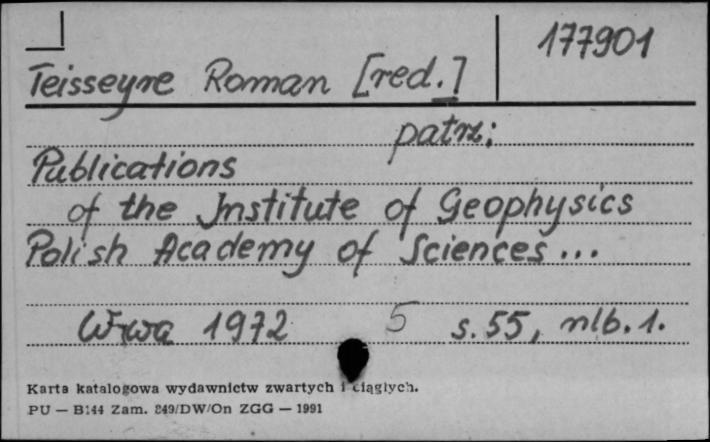 177901
Teisseyre Roman [red.]
patrz:
Publications
of the Institute of Geophysics
Polish Academy of Sciences...
W-wa 1972 5 s. 55, nlb. 1.
Karta katalogowa wydawnictw zwartych i ciągłych.
PU — B144 Zam. 849/DW/On ZGG — 1991